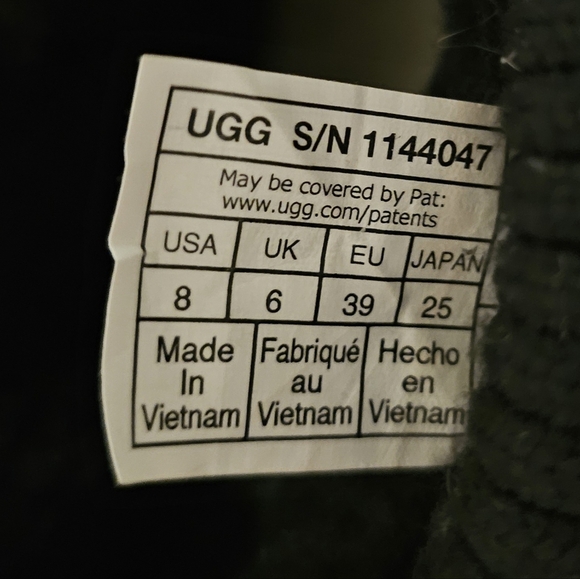 UGG S/N 1144047
May be covered by Pat:
www.ugg.com/patents
USA UK EU JAPAN
8 6 39 25
Made Fabriqué Hecho
In au en
Vietnam Vietnam Vietnam